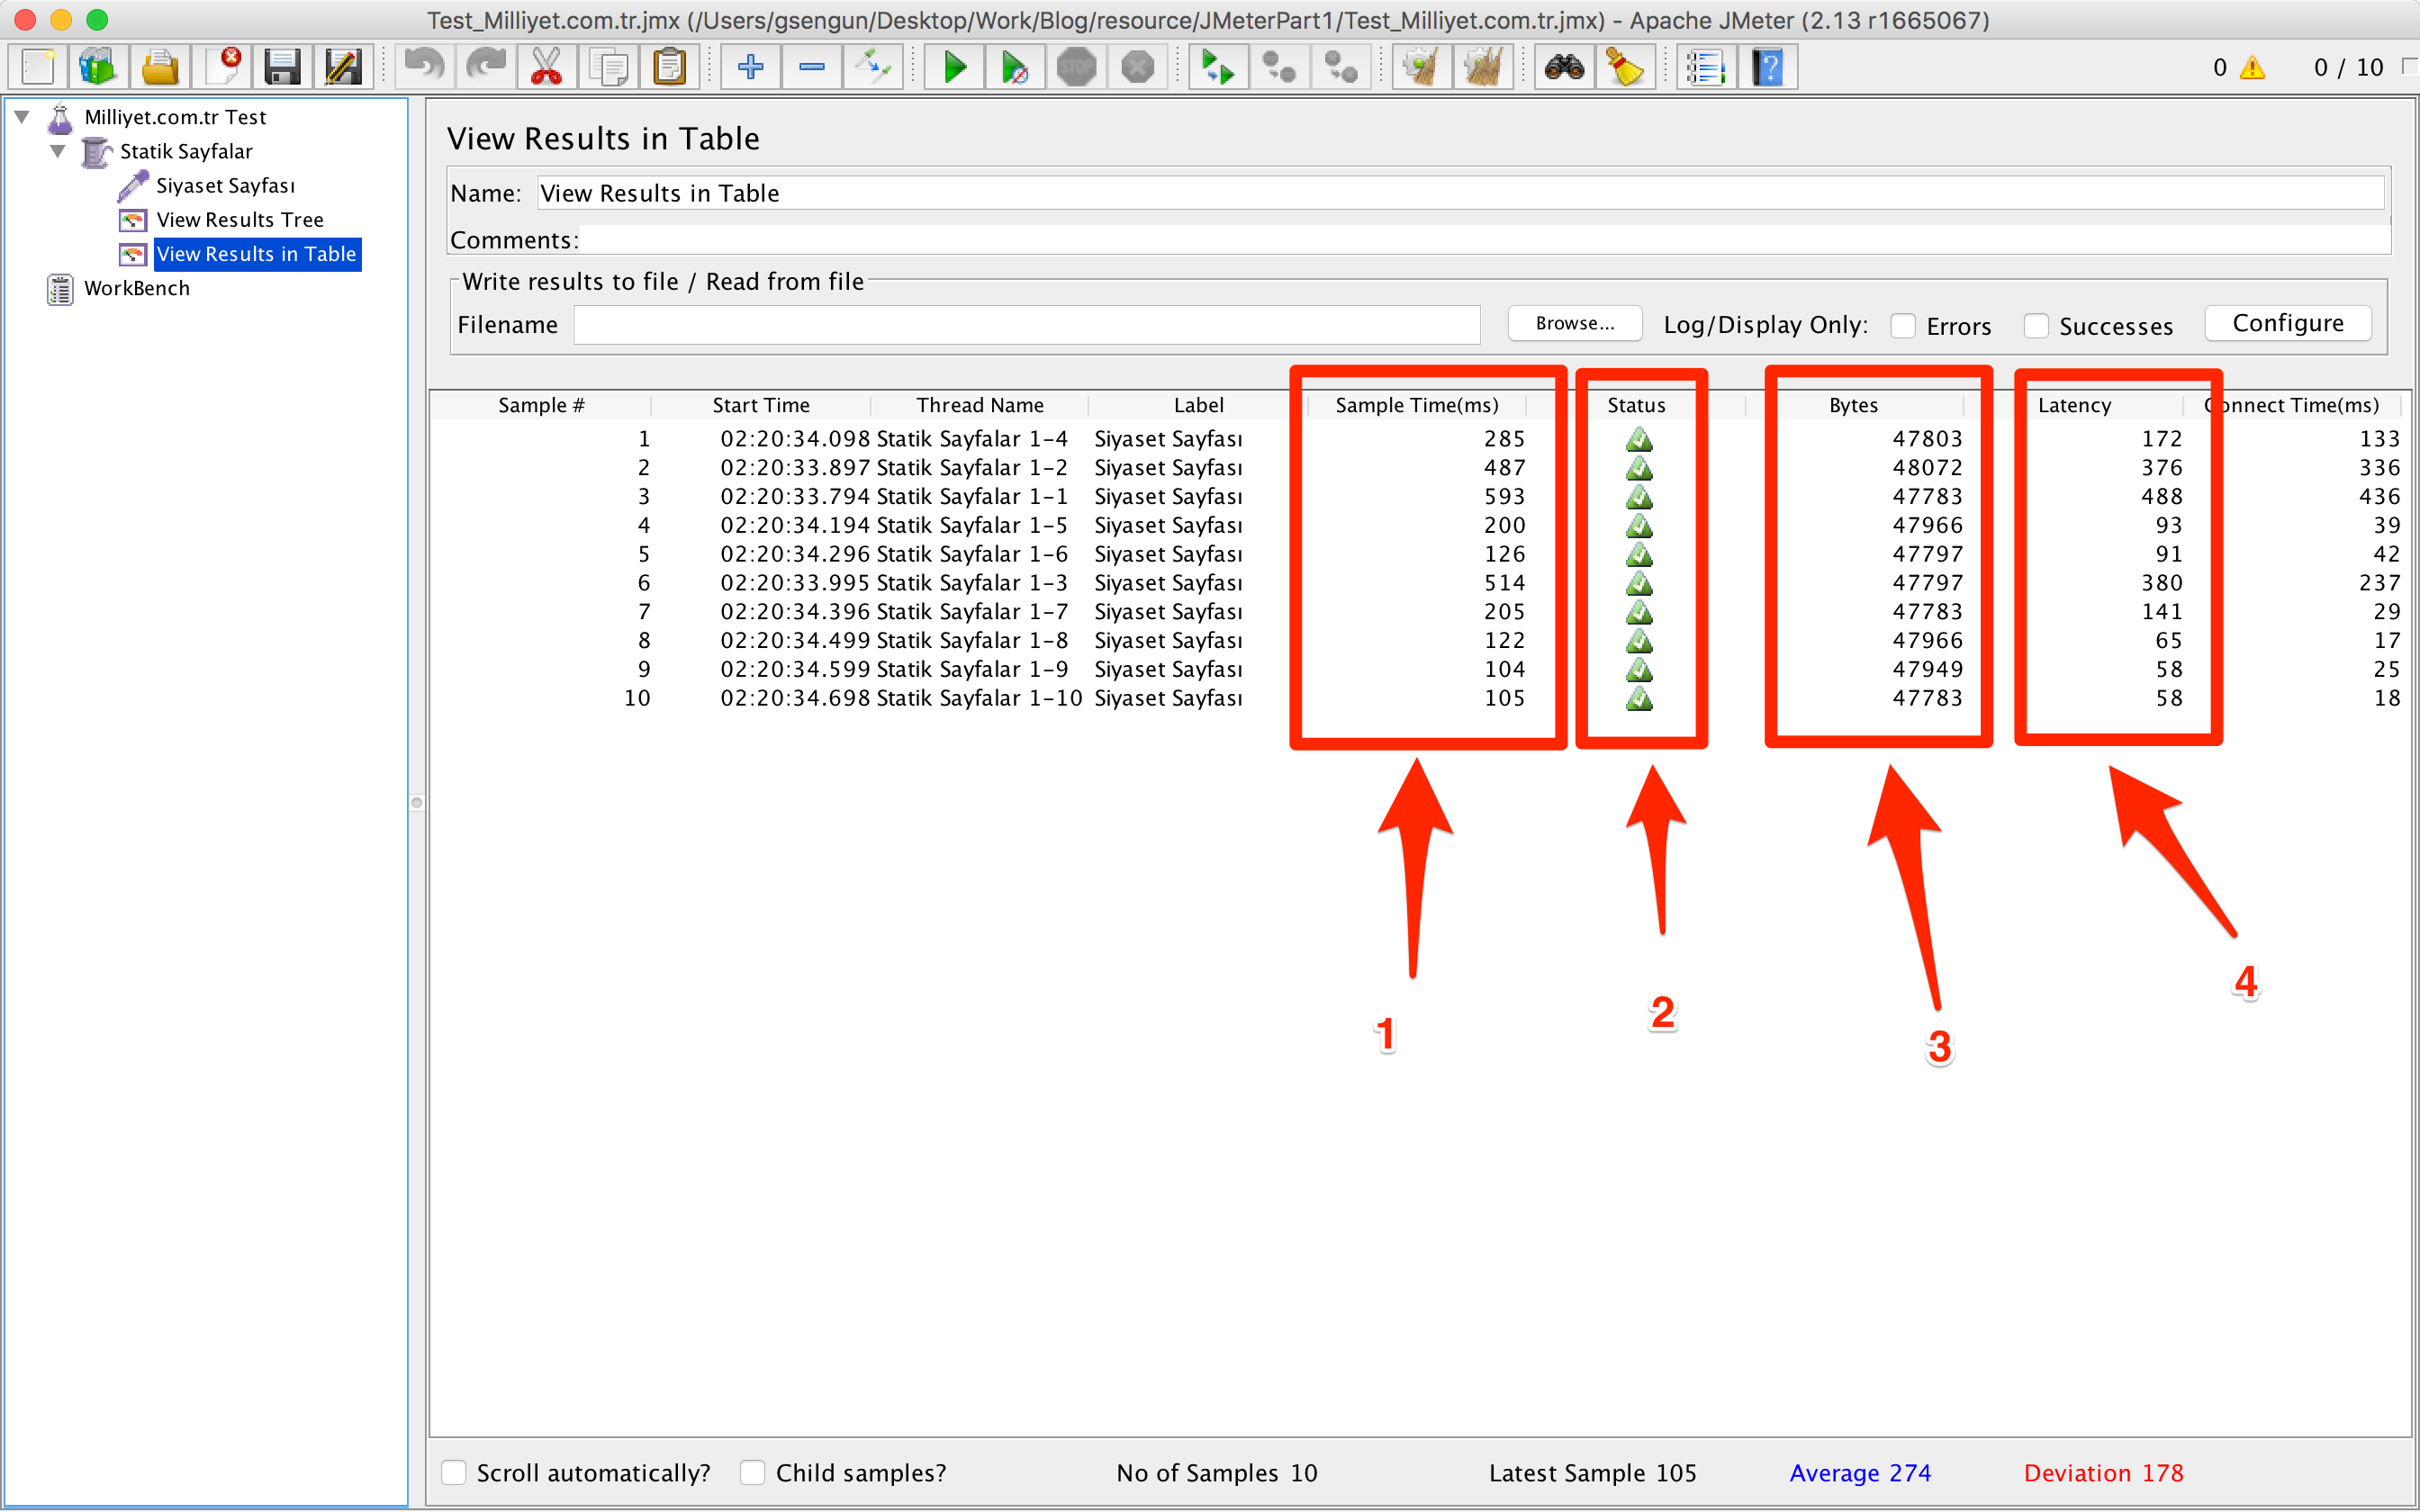 Test_Milliyet.com.tr.jmx (/Users/gsengun/Desktop/Work/Blog/resource/JMeterPart1/Test_Milliyet.com.tr.jmx) - Apache JMeter (2.13 r1665067)
STOP 0 0 / 10
Milliyet.com.tr Test
Statik Sayfalar
Siyaset Sayfası
View Results Tree
View Results in Table
WorkBench
View Results in Table
Name: View Results in Table
Comments:
Write results to file / Read from file
Filename Browse... Log/Display Only: Errors Successes Configure
Sample # Start Time Thread Name Label Sample Time(ms) Status Bytes Latency Connect Time(ms)
1 02:20:34.098 Statik Sayfalar 1-4 Siyaset Sayfası 285 47803 172 133
2 02:20:33.897 Statik Sayfalar 1-2 Siyaset Sayfası 487 48072 376 336
3 02:20:33.794 Statik Sayfalar 1-1 Siyaset Sayfası 593 47783 488 436
4 02:20:34.194 Statik Sayfalar 1-5 Siyaset Sayfası 200 47966 93 39
5 02:20:34.296 Statik Sayfalar 1-6 Siyaset Sayfası 126 47797 91 42
6 02:20:33.995 Statik Sayfalar 1-3 Siyaset Sayfası 514 47797 380 237
7 02:20:34.396 Statik Sayfalar 1-7 Siyaset Sayfası 205 47783 141 29
8 02:20:34.499 Statik Sayfalar 1-8 Siyaset Sayfası 122 47966 65 17
9 02:20:34.599 Statik Sayfalar 1-9 Siyaset Sayfası 104 47949 58 25
10 02:20:34.698 Statik Sayfalar 1-10 Siyaset Sayfası 105 47783 58 18
1 2 3 4
Scroll automatically? Child samples? No of Samples 10 Latest Sample 105 Average 274 Deviation 178